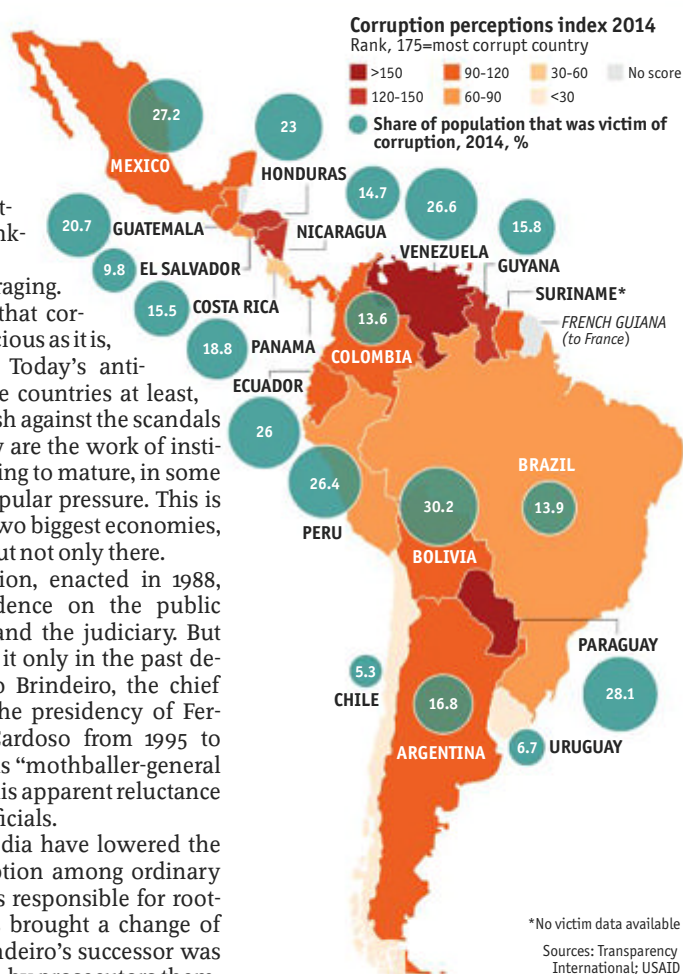 Corruption perceptions index 2014
Rank, 175=most corrupt country
>150
90-120
30-60
No score
120-150
60-90
<30
Share of population that was victim of
corruption, 2014, %
27.2
MEXICO
23
HONDURAS
14.7
NICARAGUA
26.6
VENEZUELA
15.8
GUYANA
SURINAME*
FRENCH GUIANA
(to France)
20.7
GUATEMALA
9.8
EL SALVADOR
15.5
COSTA RICA
18.8
PANAMA
13.6
COLOMBIA
ECUADOR
26
26.4
PERU
30.2
BOLIVIA
BRAZIL
13.9
PARAGUAY
28.1
5.3
CHILE
16.8
ARGENTINA
6.7
URUGUAY
*No victim data available
Sources: Transparency
International; USAID
t-
nk-
raging.
that cor-
cious as it is,
Today's anti-
e countries at least,
sh against the scandals
y are the work of insti-
ing to mature, in some
pular pressure. This is
two biggest economies,
ut not only there.
ion, enacted in 1988,
dence on the public
and the judiciary. But
it only in the past de-
o Brindeiro, the chief
he presidency of Fer-
Cardoso from 1995 to
s "mothballer-general
is apparent reluctance
ficials.
dia have lowered the
ption among ordinary
s responsible for root-
brought a change of
ndeiro's successor was